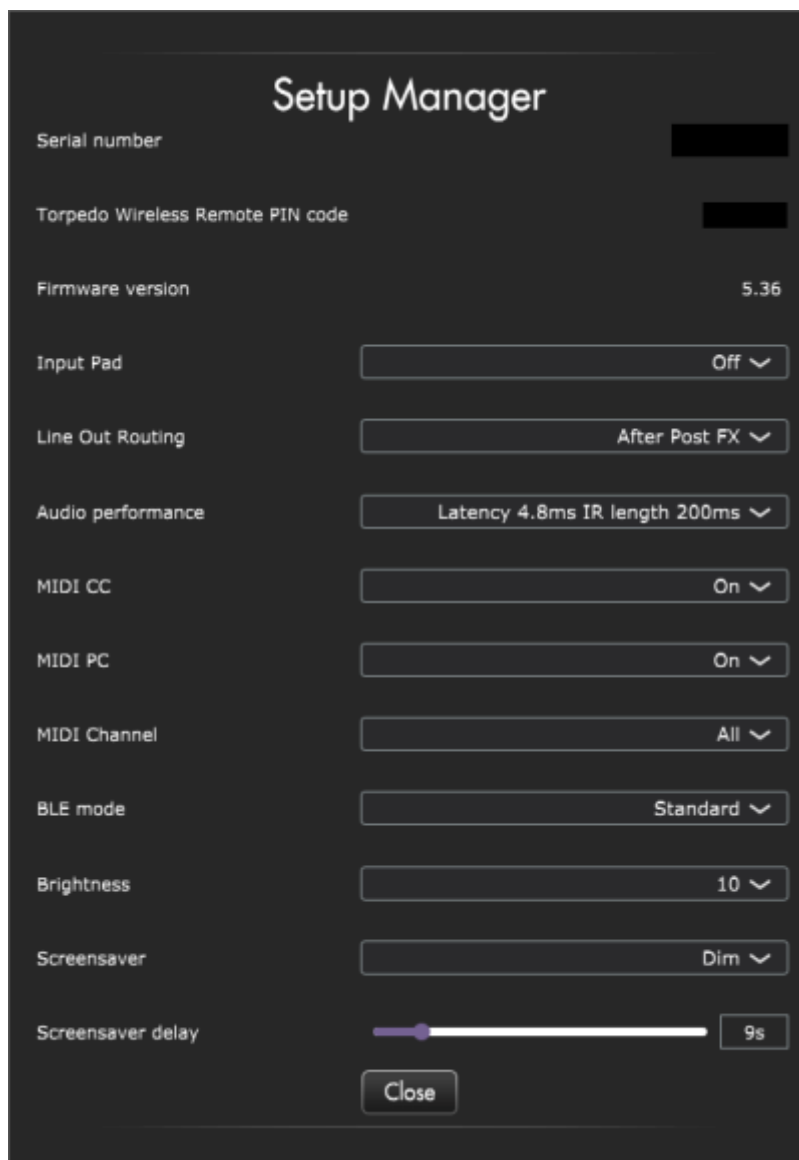 Setup Manager
Serial number
Torpedo Wireless Remote PIN code
Firmware version 5.36
Input Pad Off
Line Out Routing After Post FX
Audio performance Latency 4.8ms IR length 200ms
MIDI CC On
MIDI PC On
MIDI Channel All
BLE mode Standard
Brightness 10
Screensaver Dim
Screensaver delay 9s
Close